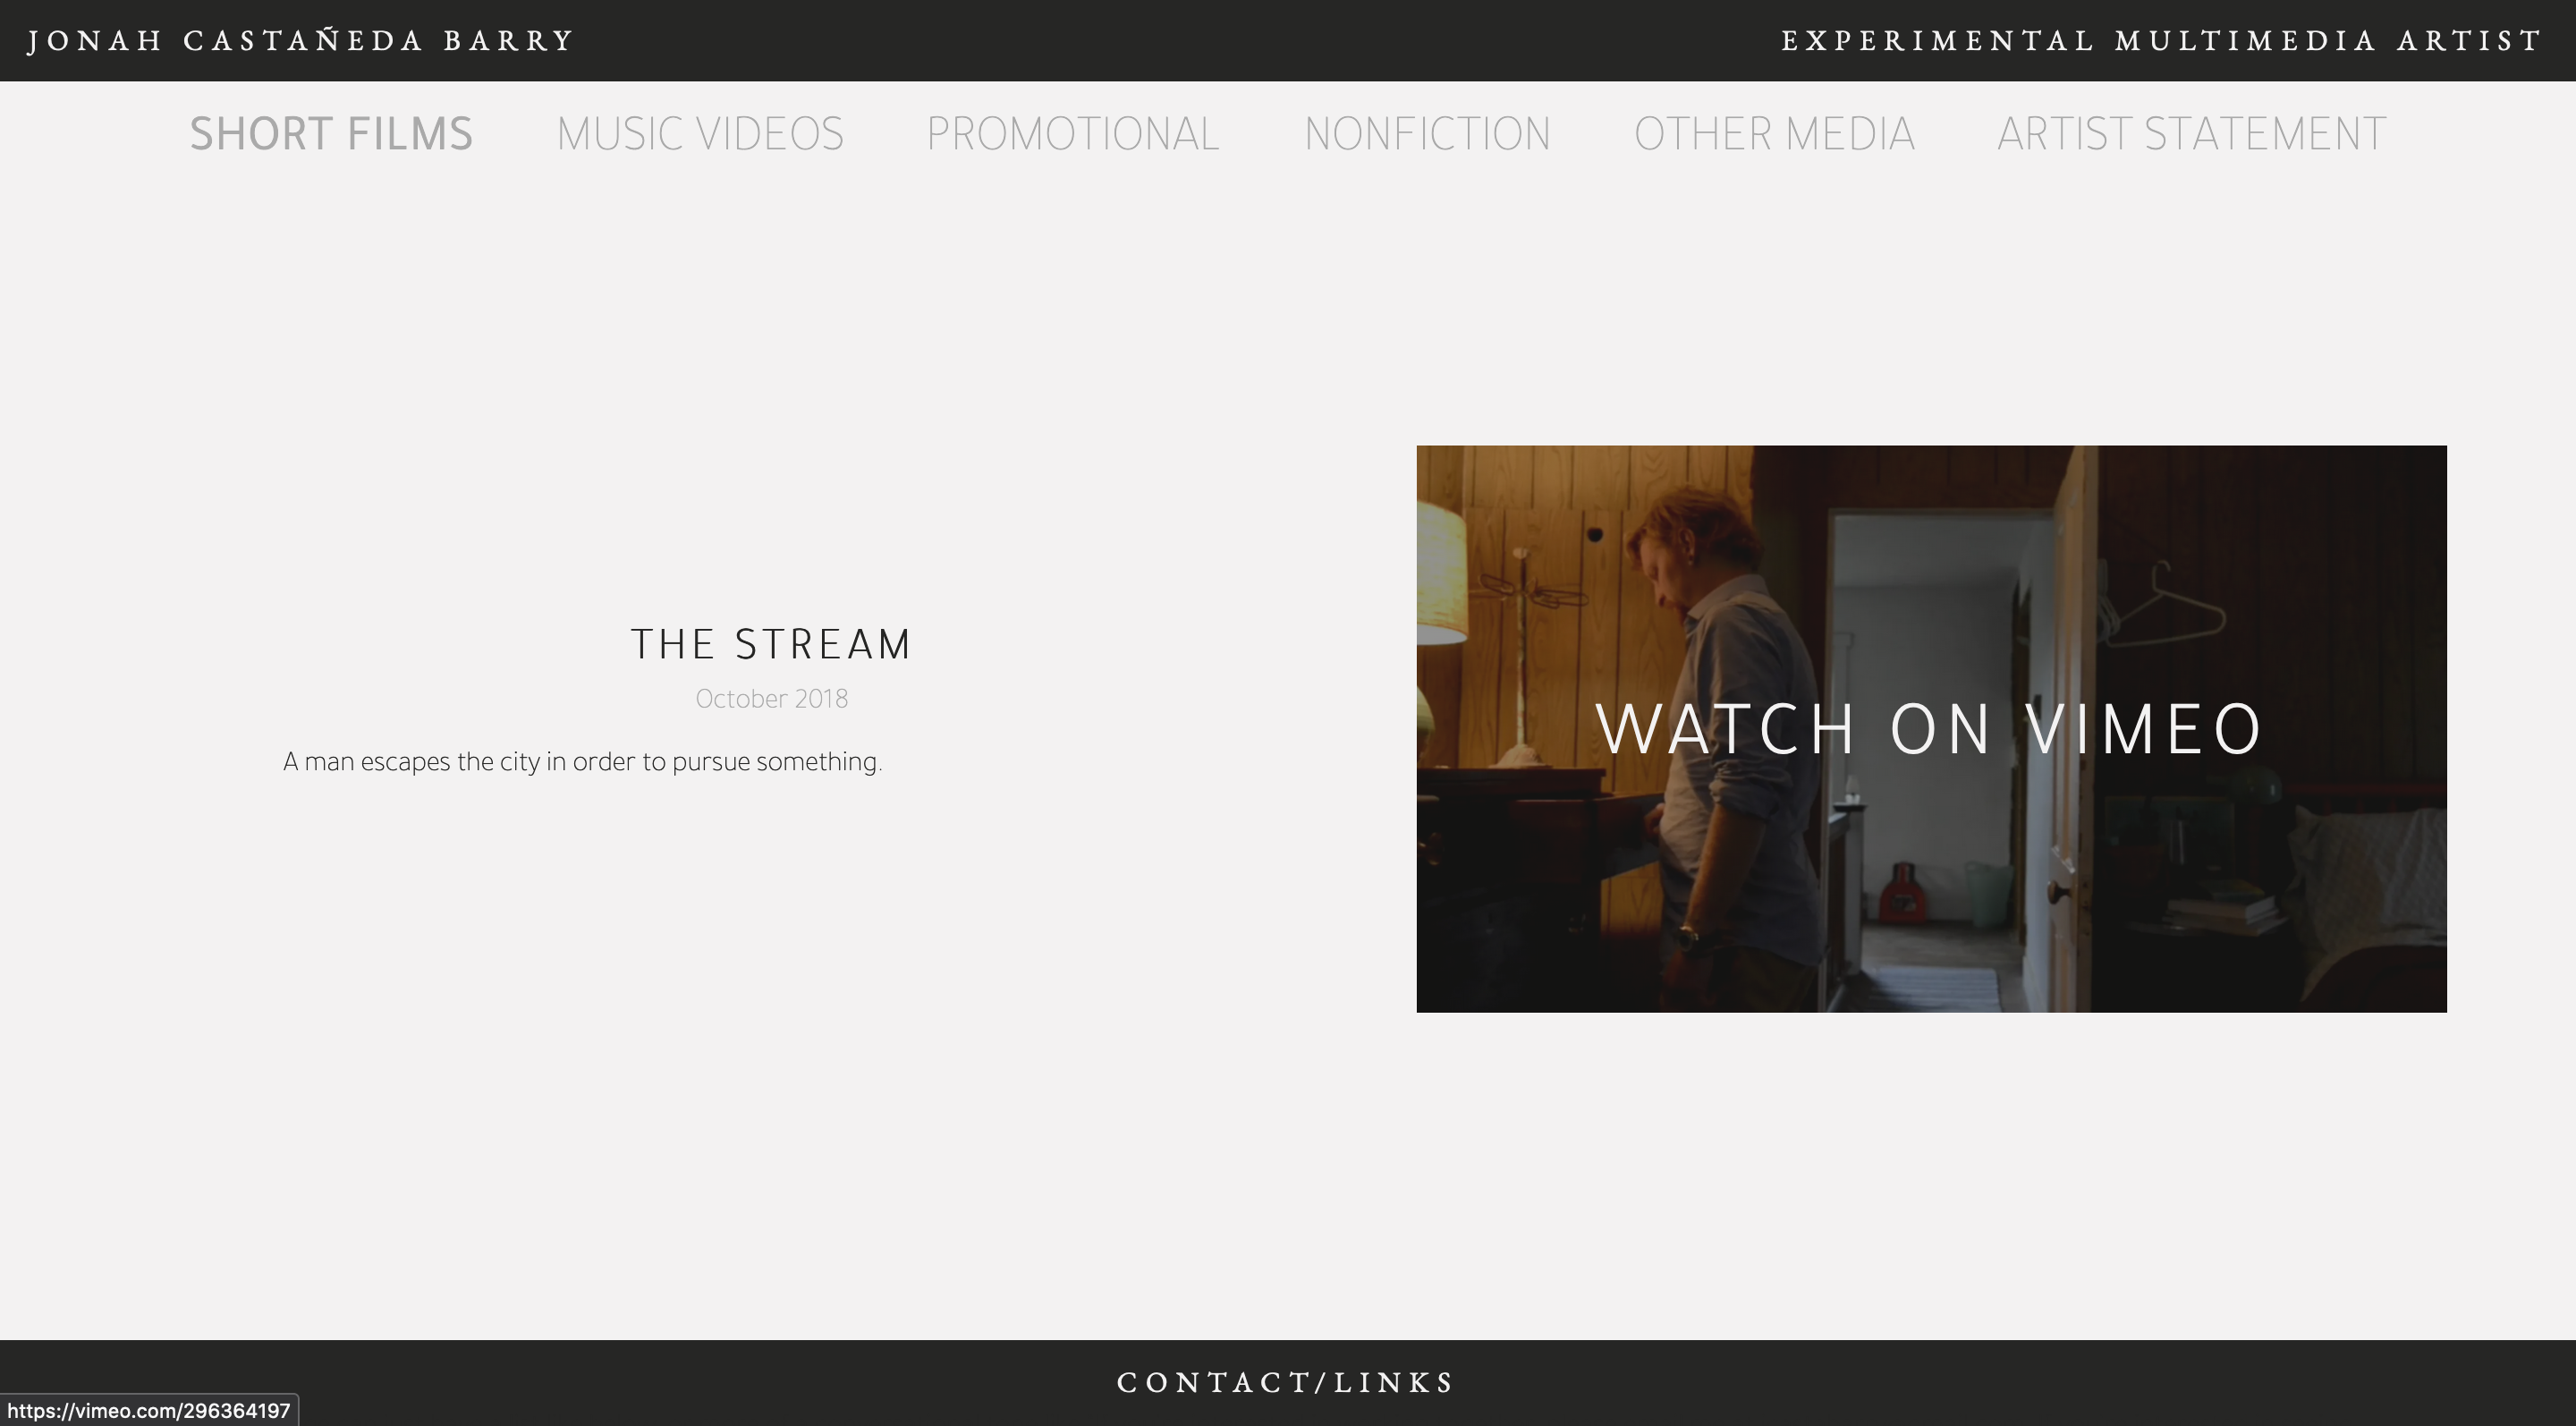 JONAH CASTAÑEDA BARRY
EXPERIMENTAL MULTIMEDIA ARTIST
SHORT FILMS
MUSIC VIDEOS
PROMOTIONAL
NONFICTION
OTHER MEDIA
ARTIST STATEMENT
THE STREAM
October 2018
A man escapes the city in order to pursue something.
WATCH ON VIMEO
CONTACT/LINKS
https://vimeo.com/296364197